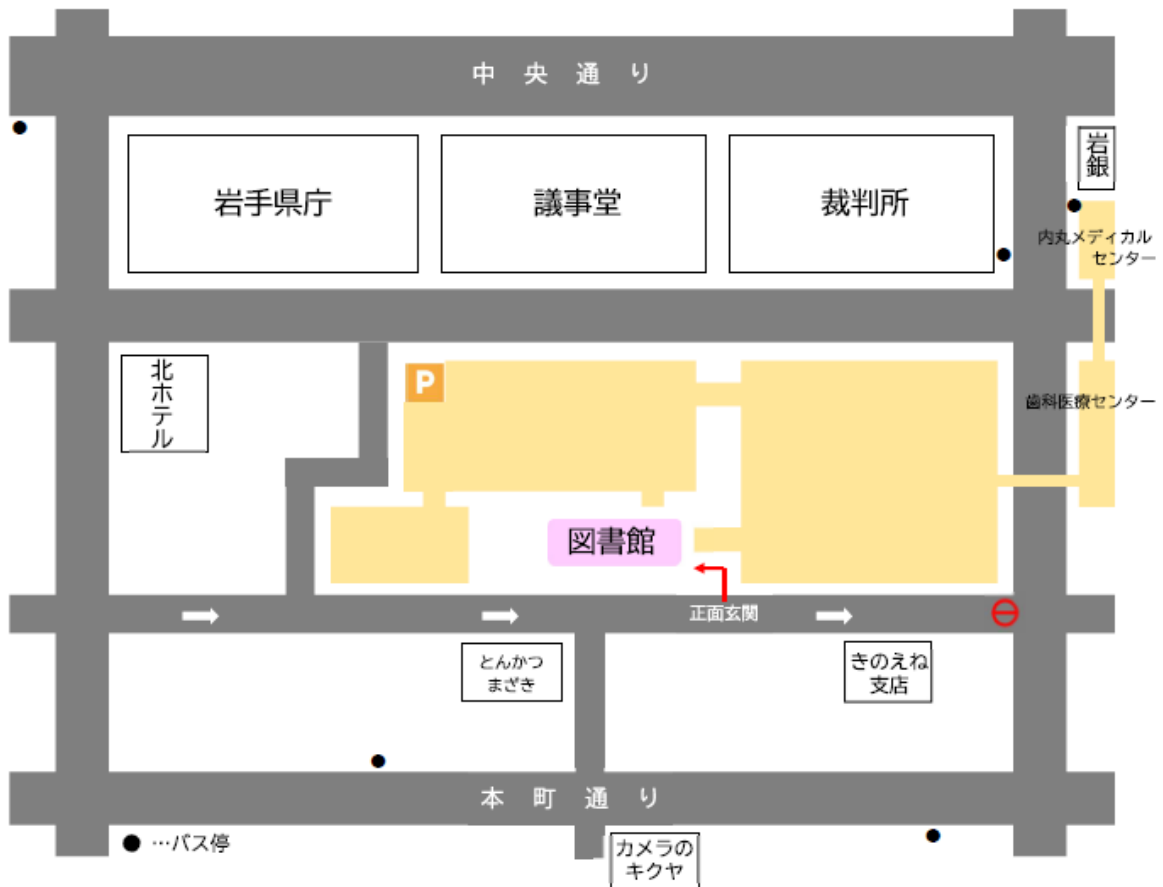 中央通り
岩手県庁
議事堂
裁判所
岩銀
内丸メディカル
センター
北ホテル
P
歯科医療センター
図書館
正面玄関
とんかつ
まざき
きのえね
支店
本町通り
●…バス停
カメラの
キクヤ